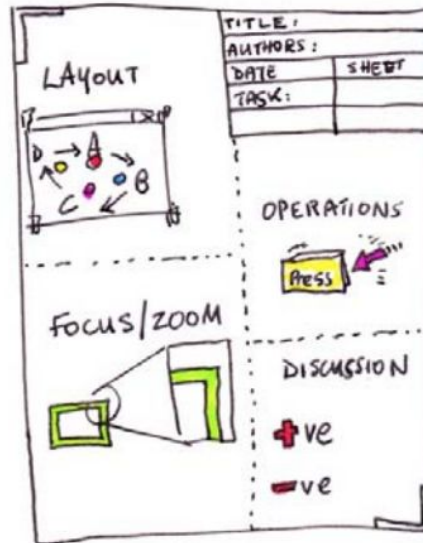 TITLE:
AUTHORS:
DATE SHEET
TASK:
LAYOUT
D A
B
C
OPERATIONS
PRESS
FOCUS/ZOOM
DISCUSSION
+ve
-ve